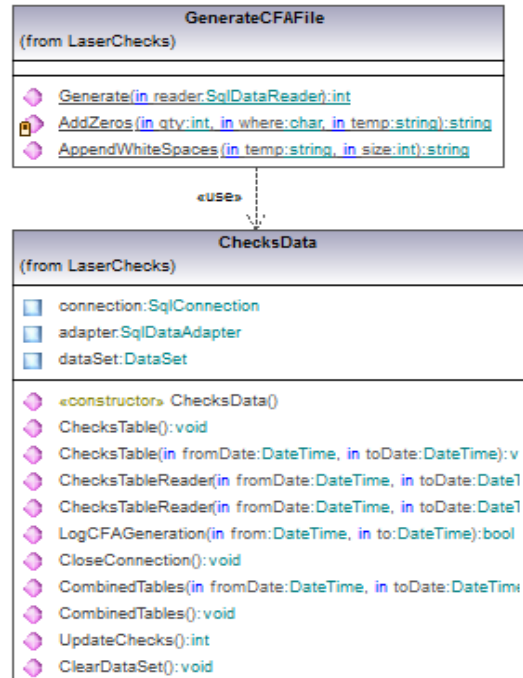 GenerateCFAFile
(from LaserChecks)
Generate(in reader:SqlDataReader):int
AddZeros(in qty:int, in where:char, in temp:string):string
AppendWhiteSpaces(in temp:string, in size:int):string
«use»
ChecksData
(from LaserChecks)
connection:SqlConnection
adapter:SqlDataAdapter
dataSet:DataSet
«constructor» ChecksData()
ChecksTable():void
ChecksTable(in fromDate:DateTime, in toDate:DateTime):v
ChecksTableReader(in fromDate:DateTime, in toDate:DateT
ChecksTableReader(in fromDate:DateTime, in toDate:DateT
LogCFAGeneration(in from:DateTime, in to:DateTime):bool
CloseConnection():void
CombinedTables(in fromDate:DateTime, in toDate:DateTime
CombinedTables():void
UpdateChecks():int
ClearDataSet():void